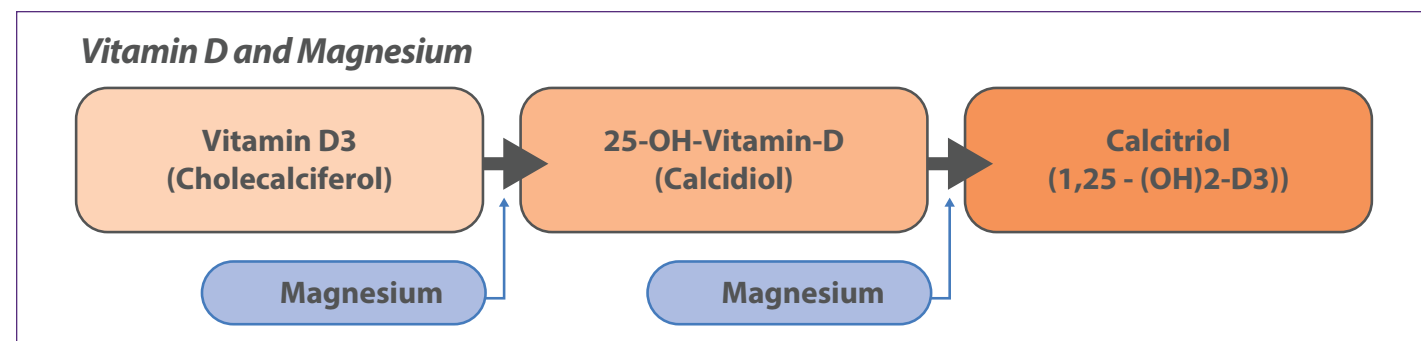 Vitamin D and Magnesium
Vitamin D3
(Cholecalciferol)
25-OH-Vitamin-D
(Calcidiol)
Calcitriol
(1,25 - (OH)2-D3))
Magnesium
Magnesium